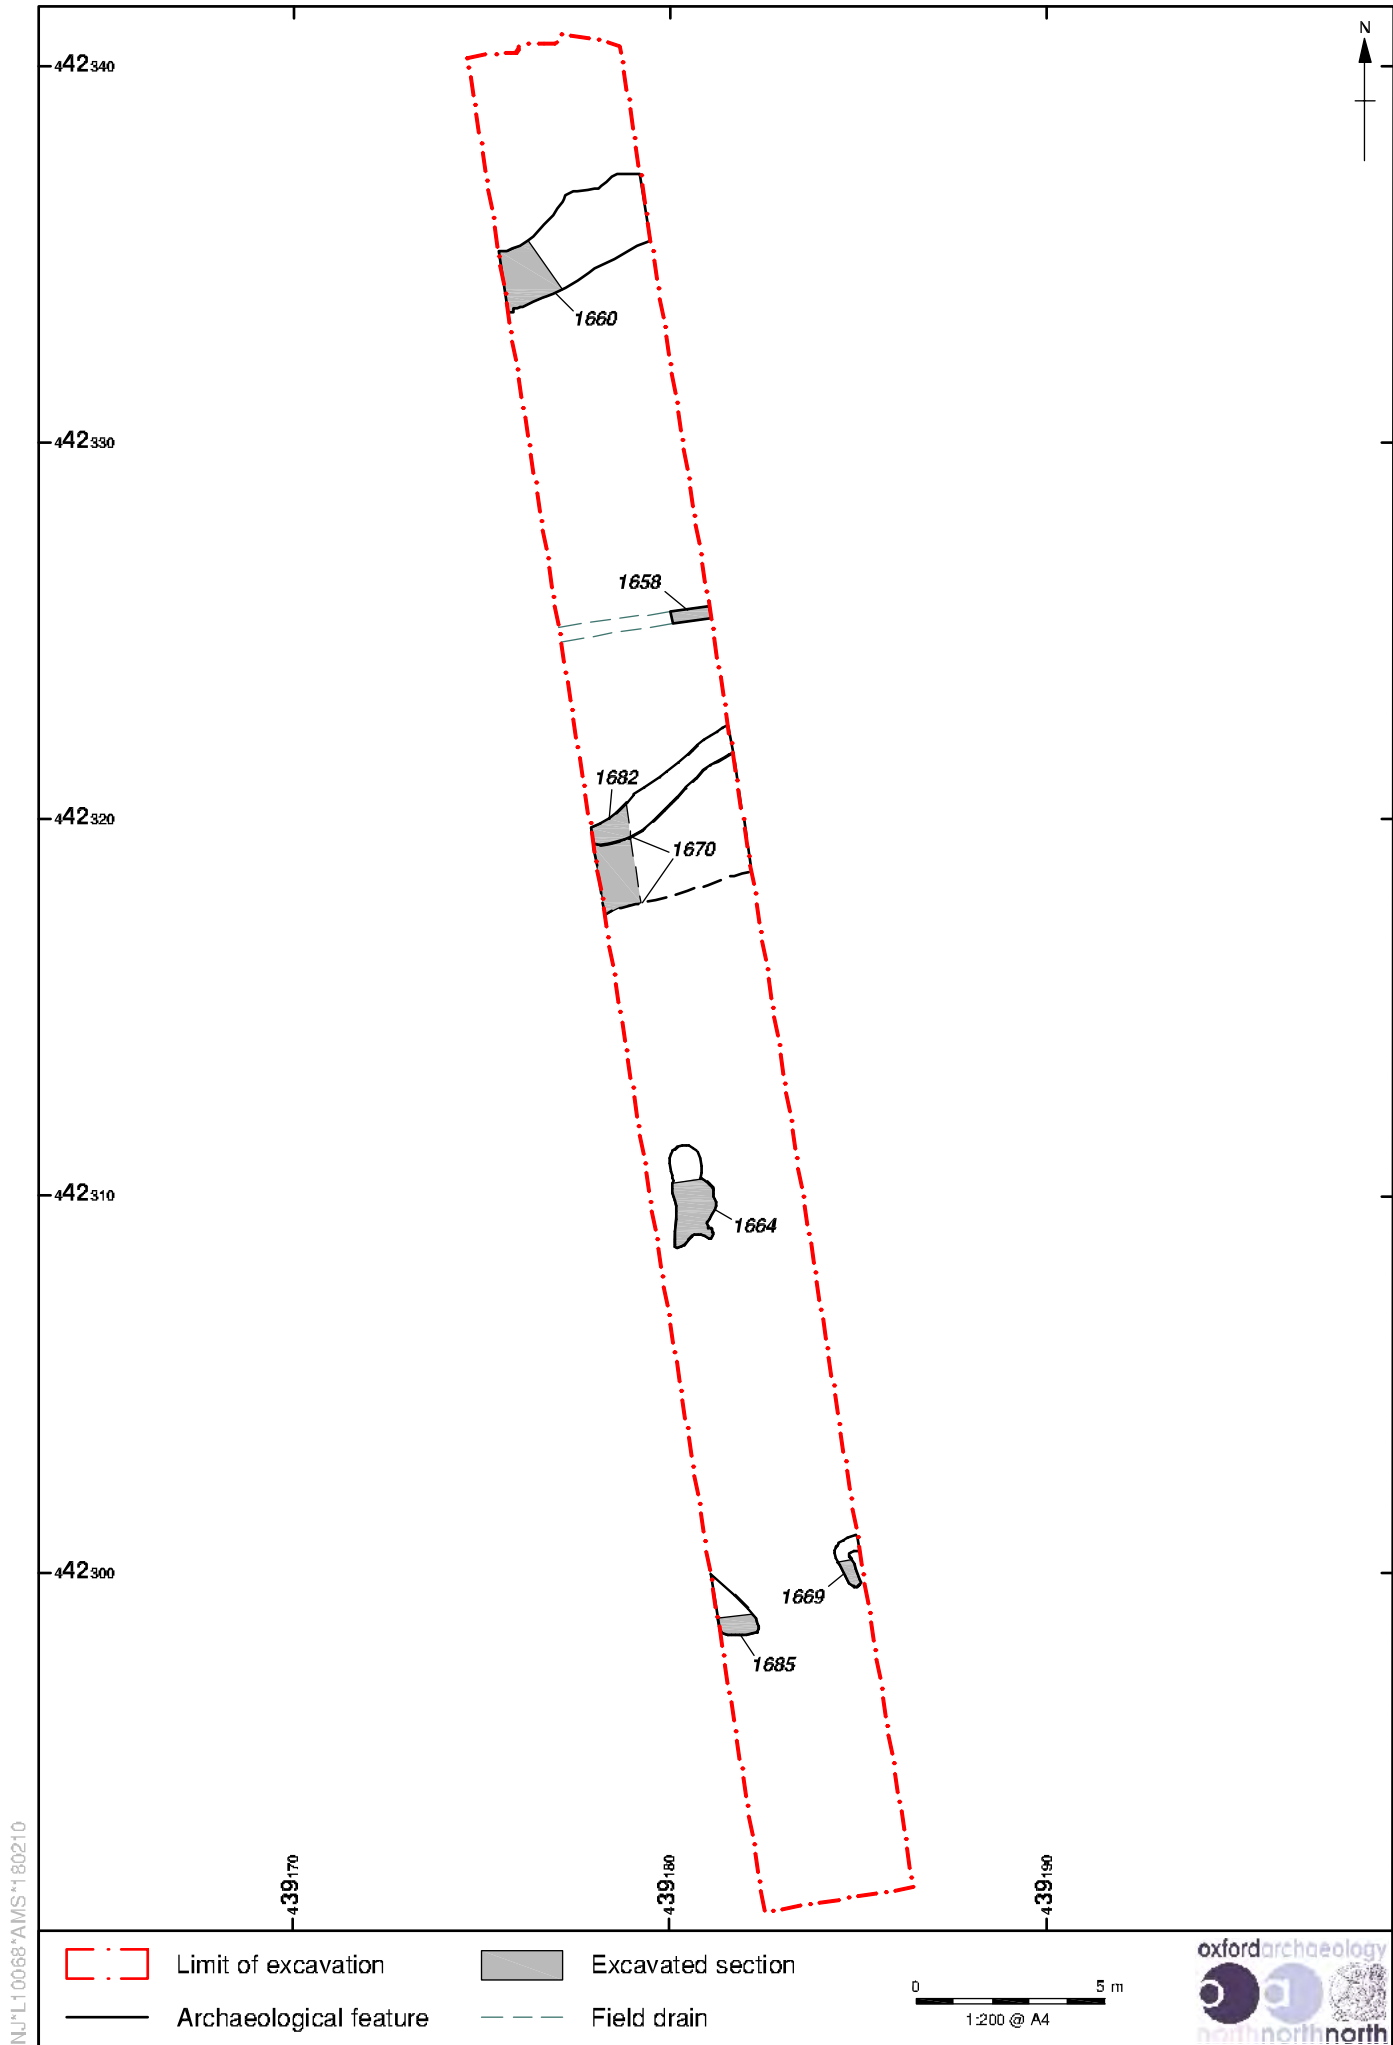 N
442340
1660
442330
1658
442320
1682
1670
442310
1664
442300
1669
1685
439170
439180
439190
NJ*L10068*AMS*180210
Limit of excavation
Excavated section
Archaeological feature
Field drain
0 5 m
1:200 @ A4
oxfordarchaeology
northnorthnorth